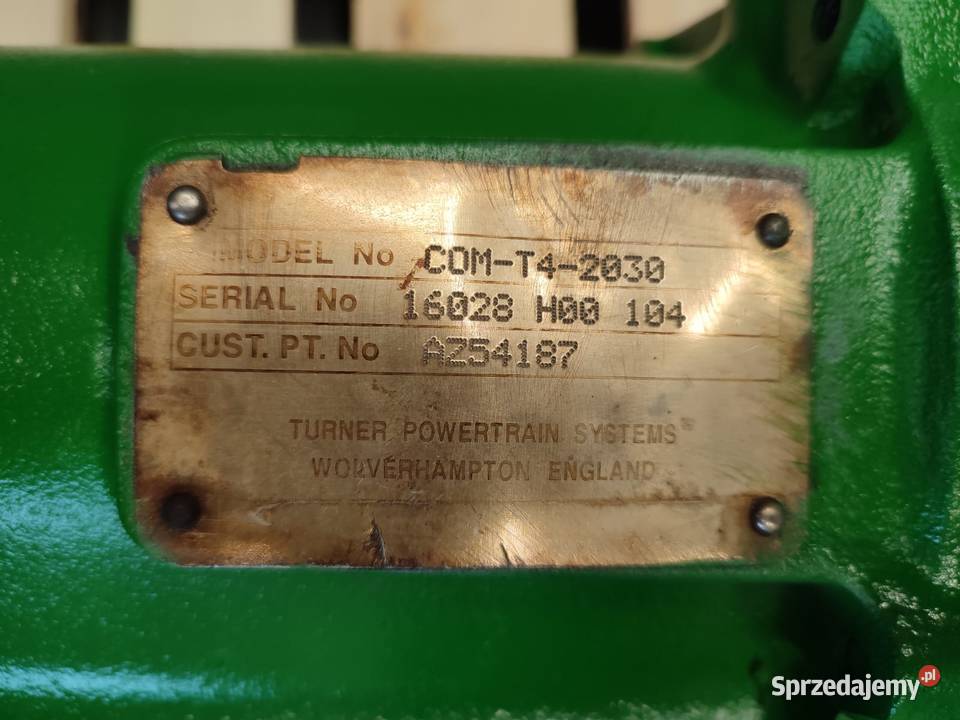 MODEL No COM-T4-2030
SERIAL No 16028 H00 104
CUST. PT. No AZ54187
TURNER POWERTRAIN SYSTEMS
WOLVERHAMPTON ENGLAND
Sprzedajemy.pl